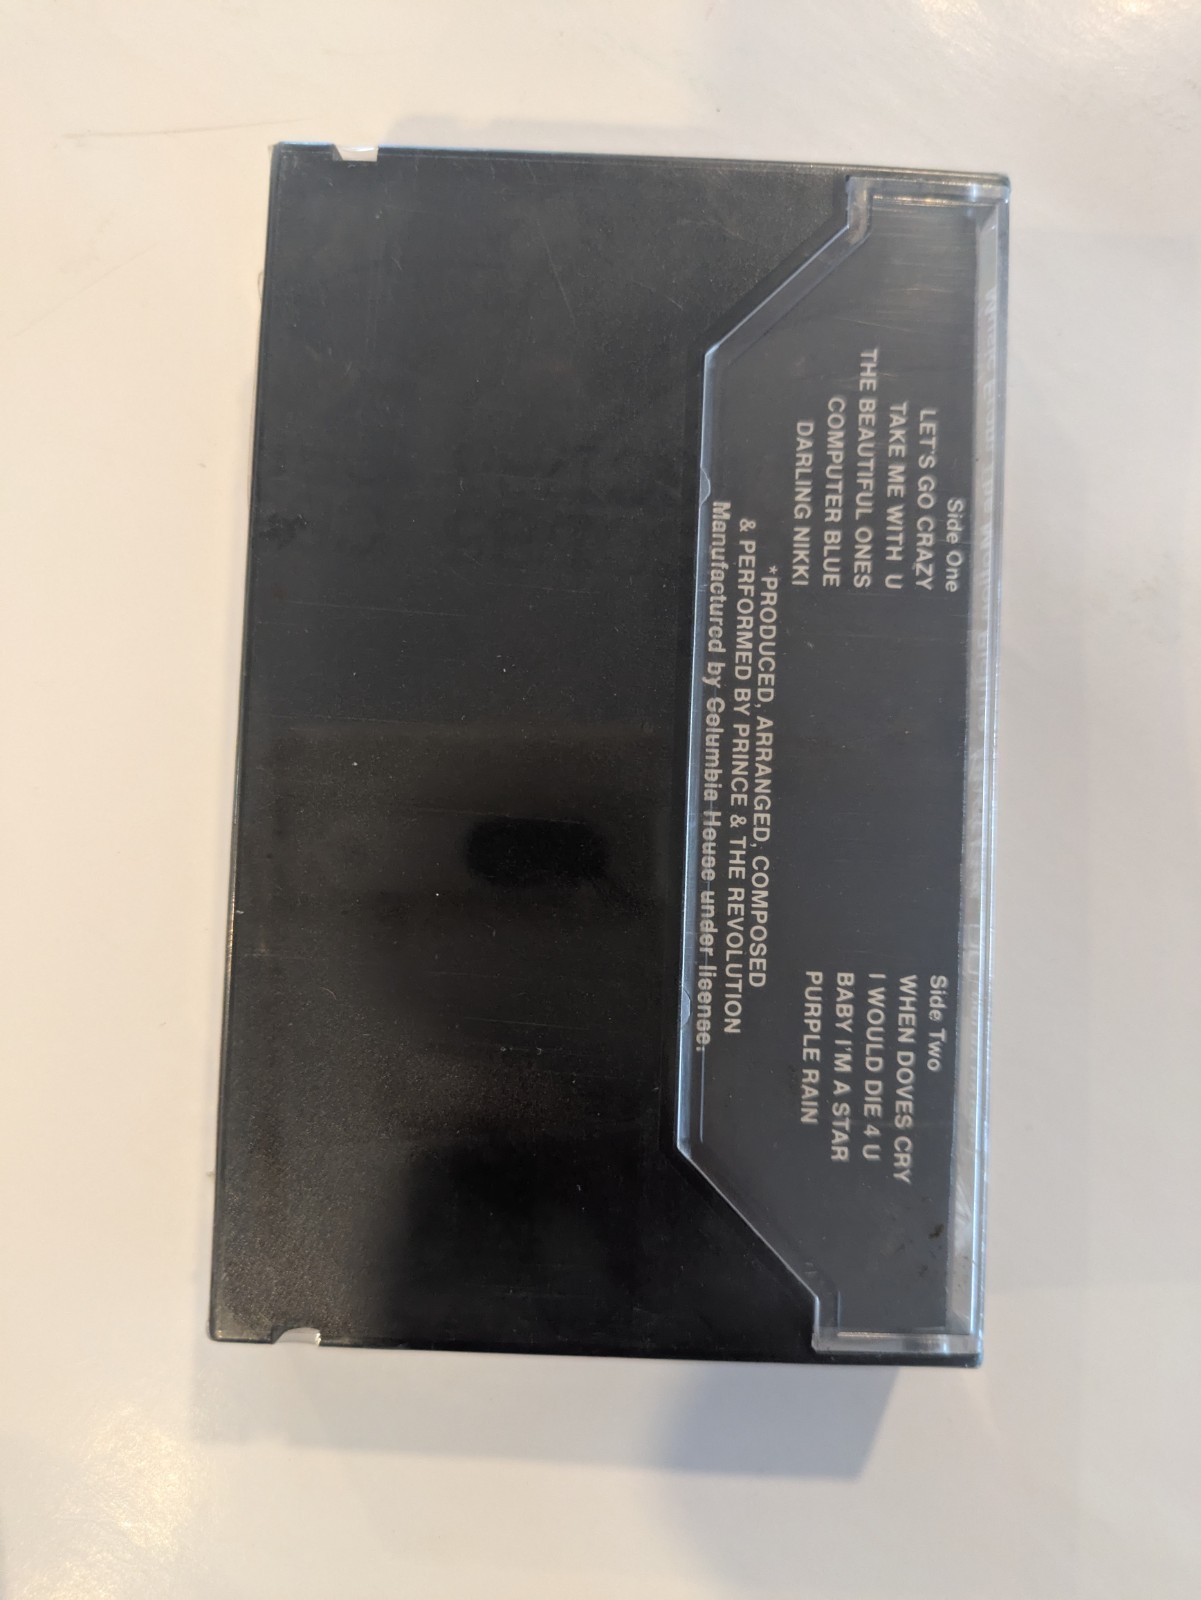 Side One
LET'S GO CRAZY
TAKE ME WITH U
THE BEAUTIFUL ONES
COMPUTER BLUE
DARLING NIKKI
Side Two
WHEN DOVES CRY
I WOULD DIE 4 U
BABY I'M A STAR
PURPLE RAIN
*PRODUCED, ARRANGED, COMPOSED
& PERFORMED BY PRINCE & THE REVOLUTION
Manufactured by Columbia House under license.